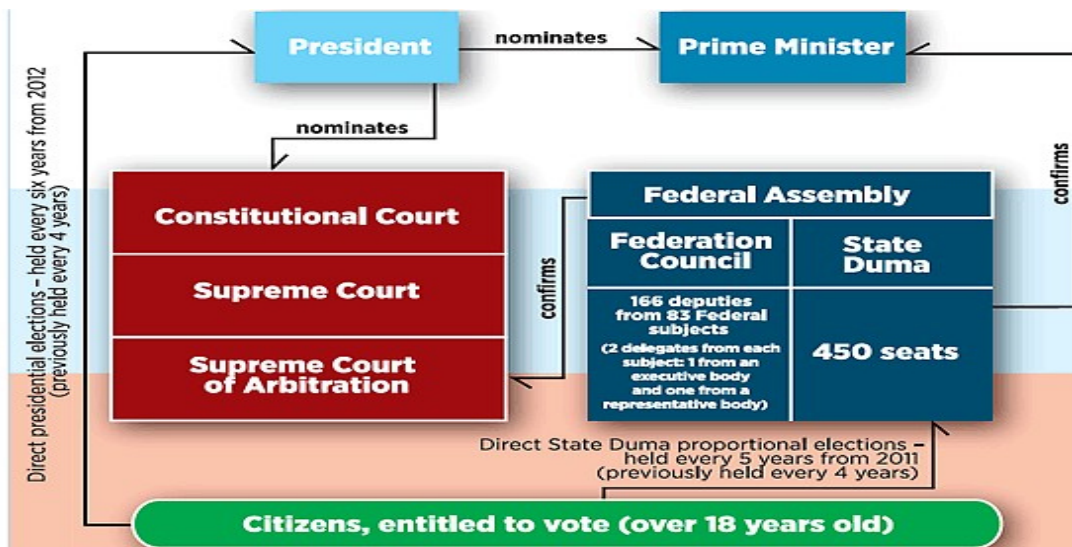 President
nominates
Prime Minister
nominates
Direct presidential elections – held every six years from 2012
(previously held every 4 years)
Constitutional Court
Supreme Court
Supreme Court
of Arbitration
confirms
Federal Assembly
Federation
Council
State
Duma
166 deputies
from 83 Federal
subjects
(2 delegates from each
subject: 1 from an
executive body
and one from a
representative body)
450 seats
confirms
Direct State Duma proportional elections –
held every 5 years from 2011
(previously held every 4 years)
Citizens, entitled to vote (over 18 years old)